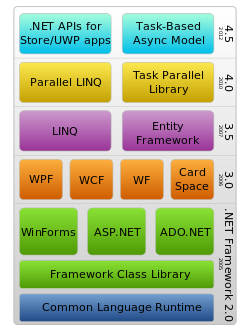 .NET APIs for
Store/UWP apps
Task-Based
Async Model
4.5
2012
Parallel LINQ
Task Parallel
Library
4.0
2010
LINQ
Entity
Framework
3.5
2007
WPF
WCF
WF
Card
Space
3.0
2006
WinForms
ASP.NET
ADO.NET
Framework Class Library
Common Language Runtime
.NET Framework 2.0
2005